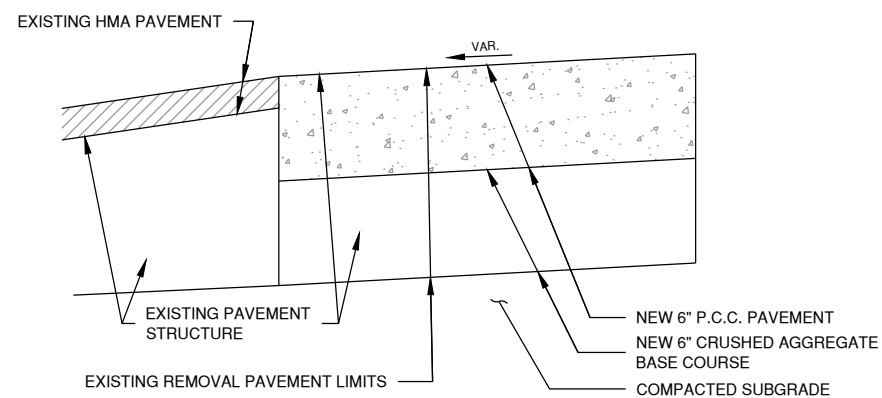 EXISTING HMA PAVEMENT
VAR.
EXISTING PAVEMENT
STRUCTURE
NEW 6" P.C.C. PAVEMENT
NEW 6" CRUSHED AGGREGATE
BASE COURSE
EXISTING REMOVAL PAVEMENT LIMITS
COMPACTED SUBGRADE